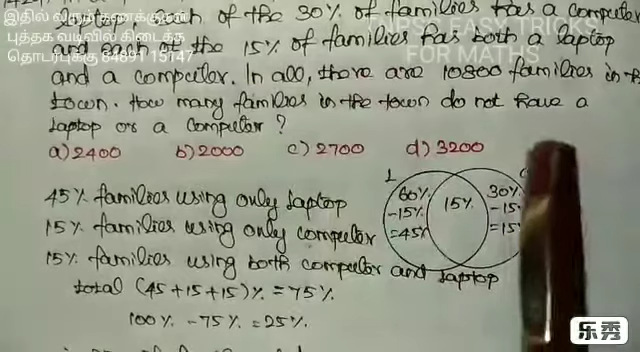 laptop, each of the 30% of families has a computer
and each of the 15% of families has both a laptop
and a computer. In all, there are 10800 families in the
town. How many families in the town do not have a
laptop or a computer ?
a) 2400 b) 2000 c) 2700 d) 3200
45% families using only laptop
15% families using only computer
15% families using both computer and laptop
total (45+15+15)% = 75%
100% - 75% = 25%
L
60%
-15%
=45%
15%
30%
-15
=15%
இதில் வரும் கணக்குகள்
புத்தக வடிவில் கிடைக்கு
தொடர்புக்கு 8489115147
TNPSC EASY TRICKS
FOR MATHS
乐秀